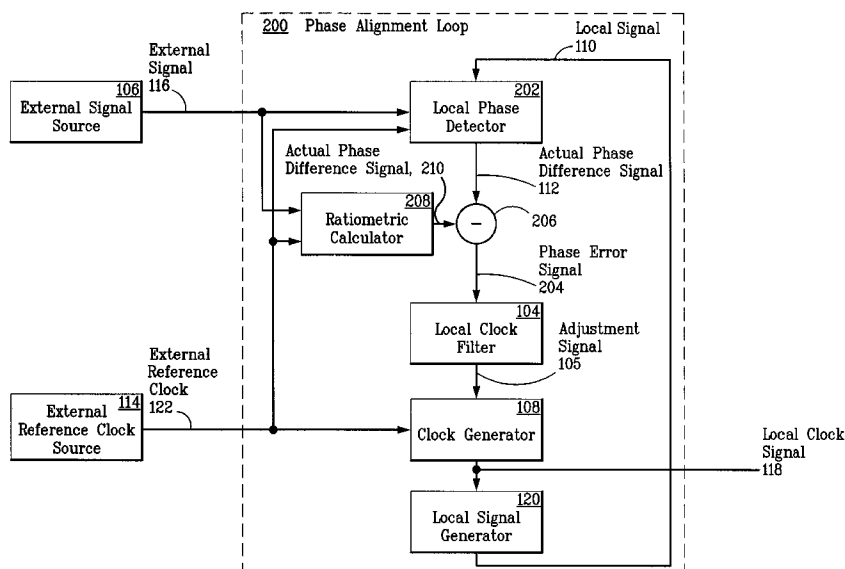 200 Phase Alignment Loop
Local Signal
110
External
Signal
116
106
External Signal
Source
202
Local Phase
Detector
Actual Phase
Difference Signal, 210
Actual Phase
Difference Signal
112
208
Ratiometric
Calculator
–
206
Phase Error
Signal
204
104
Local Clock
Filter
Adjustment
Signal
105
External
Reference
Clock
122
114
External
Reference Clock
Source
108
Clock Generator
Local Clock
Signal
118
120
Local Signal
Generator